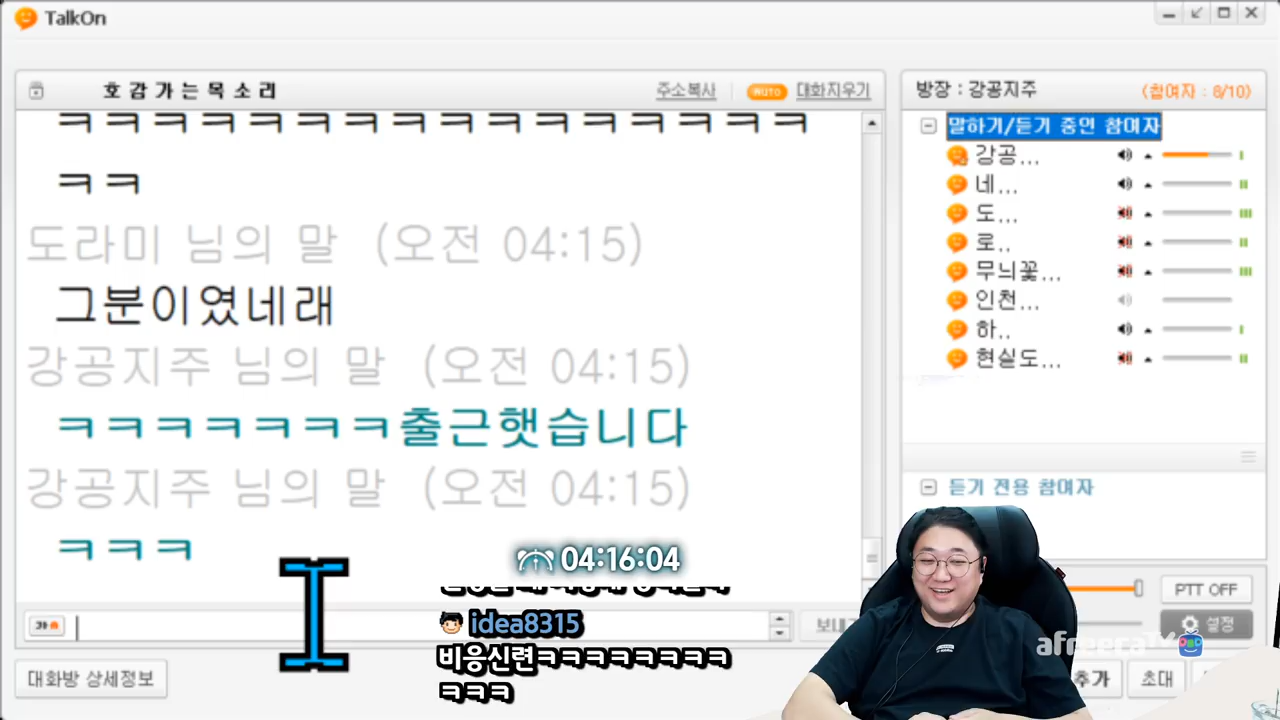 TalkOn
호감가는목소리
주소복사
AUTO
대화지우기
ㅋㅋㅋㅋㅋㅋㅋㅋㅋㅋㅋㅋㅋㅋㅋㅋ
ㅋㅋ
도라미 님의 말 (오전 04:15)
그분이였네래
강공지주 님의 말 (오전 04:15)
ㅋㅋㅋㅋㅋㅋㅋ출근햇습니다
강공지주 님의 말 (오전 04:15)
ㅋㅋㅋ
04:16:04
idea8315
비응신련ㅋㅋㅋㅋㅋㅋㅋㅋ
ㅋㅋㅋ
가
보내
대화방 상세정보
방장 : 강공지주
(참여자 : 8/10)
말하기/듣기 중인 참여자
강공...
네...
도...
로..
무늬꽃...
인천...
하..
현실도...
듣기 전용 참여자
PTT OFF
설정
afreecaTV
추가
초대